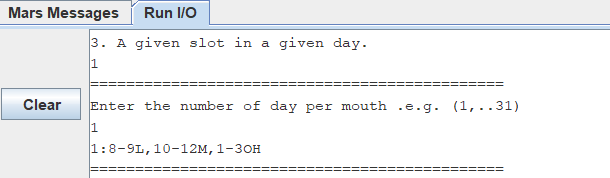 Mars Messages Run I/O
3. A given slot in a given day.
1
==============================================
Clear
Enter the number of day per mouth .e.g. (1,..31)
1
1:8-9L,10-12M,1-3OH
==============================================